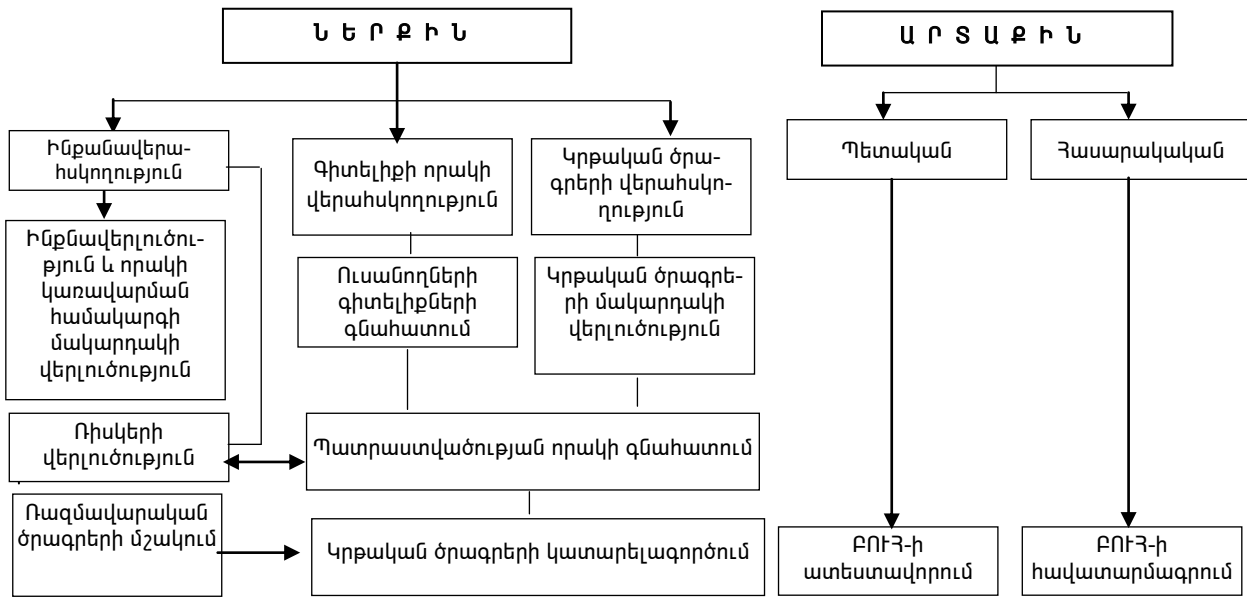 Ն Ե Ր Ք Ի Ն
Ա Ր Տ Ա Ք Ի Ն
Ինքանավերա-
հսկողություն
Գիտելիքի որակի
վերահսկողություն
Կրթական ծրա-
գրերի վերահսկո-
ղություն
Պետական
Հասարակական
Ինքնավերլուծու-
թյուն և որակի
կառավարման
համակարգի
մակարդակի
վերլուծություն
Ուսանողների
գիտելիքների
գնահատում
Կրթական ծրագրե-
րի մակարդակի
վերլուծություն
Ռիսկերի
վերլուծություն
Պատրաստվածության որակի գնահատում
Ռազմավարական
ծրագրերի մշակում
Կրթական ծրագրերի կատարելագործում
ԲՈՒՀ-ի
ատեստավորում
ԲՈՒՀ-ի
հավատարմագրում